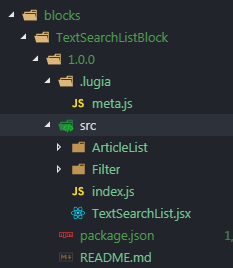 blocks
TextSearchListBlock
1.0.0
.lugia
JS meta.js
src
ArticleList
Filter
JS index.js
TextSearchList.jsx
package.json 1,
README.md